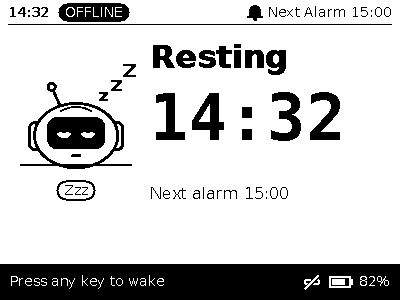 14:32 OFFLINE Next Alarm 15:00
Resting
z z Z
14:32
Zzz
Next alarm 15:00
Press any key to wake 82%